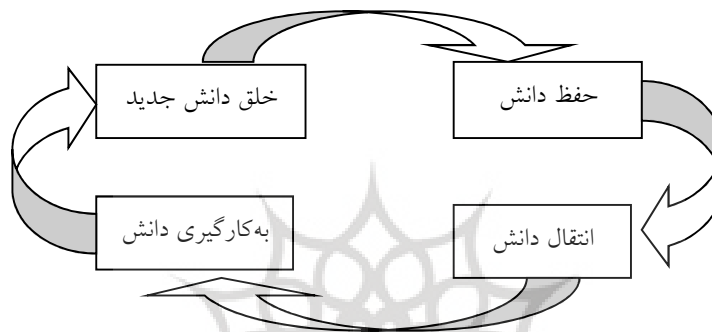 حفظ دانش
خلق دانش جدید
انتقال دانش
به‌کارگیری دانش